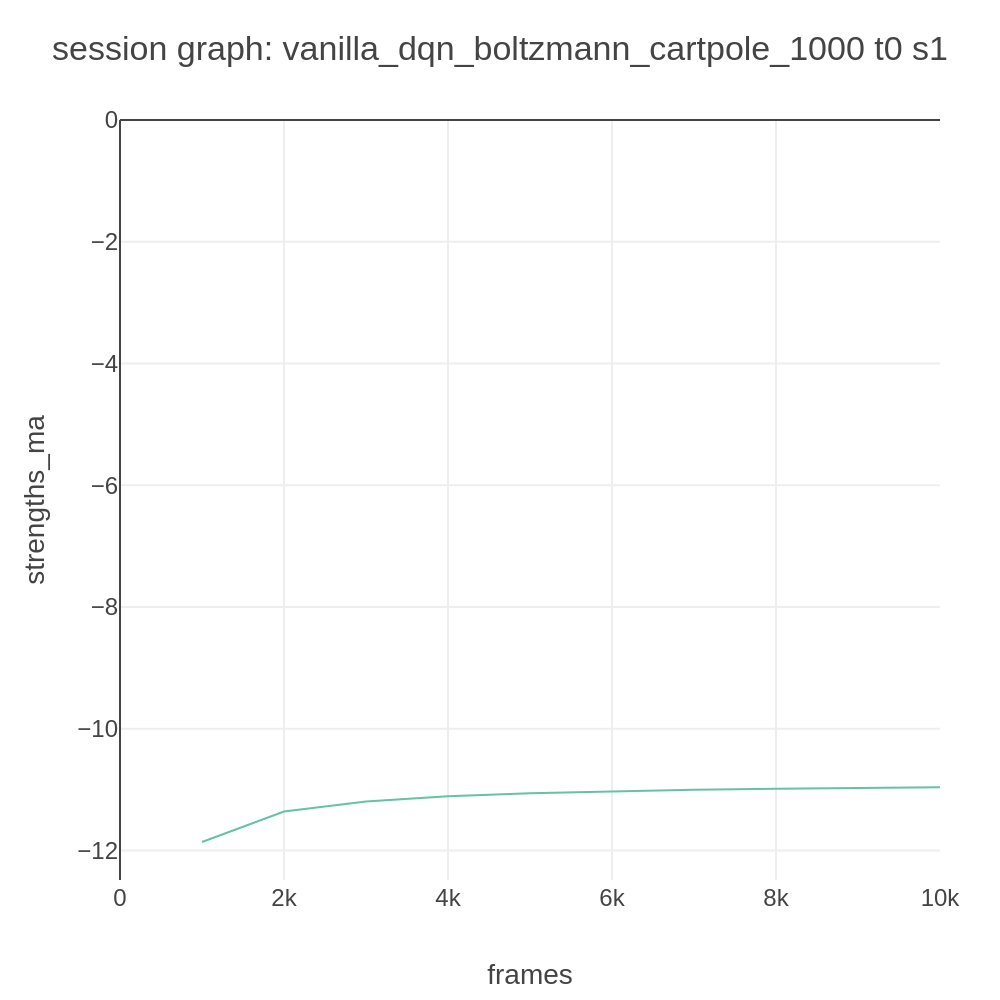 session graph: vanilla_dqn_boltzmann_cartpole_1000 t0 s1
0
−2
−4
−6
−8
−10
−12
strengths_ma
0 2k 4k 6k 8k 10k
frames